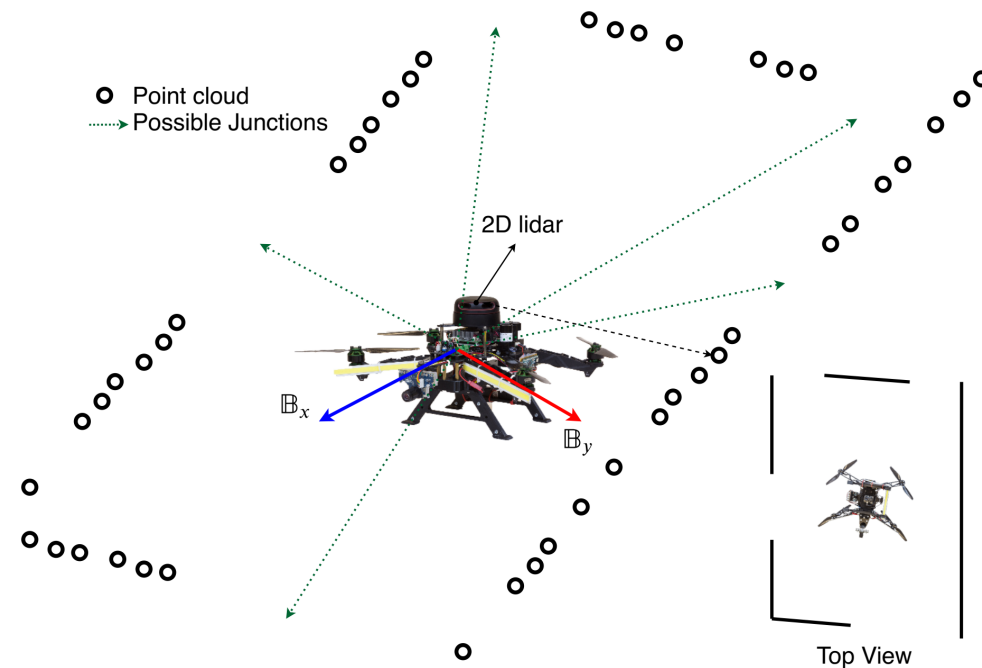 Point cloud
Possible Junctions
2D lidar
𝔹x
𝔹y
Top View